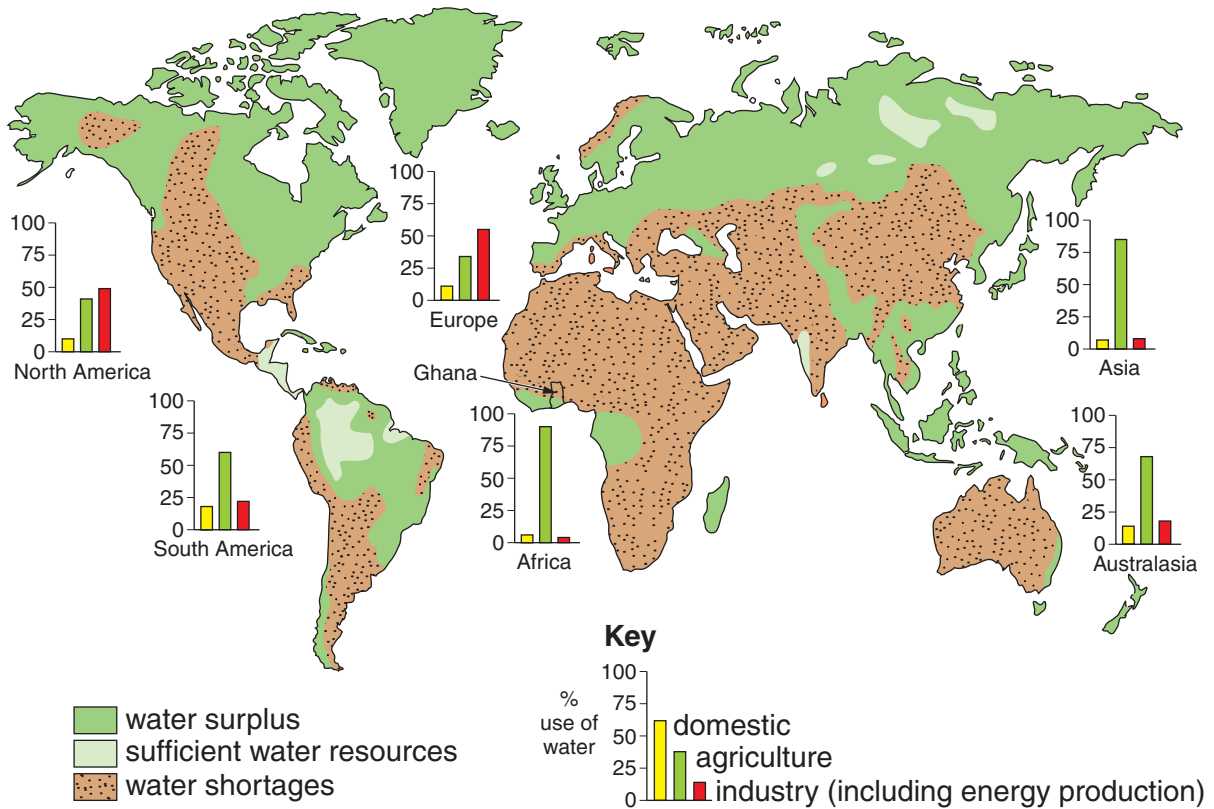 100
75
50
25
0
North America
100
75
50
25
0
Europe
100
75
50
25
0
Asia
Ghana
100
75
50
25
0
South America
100
75
50
25
0
Africa
100
75
50
25
0
Australasia
Key
water surplus
sufficient water resources
water shortages
%
use of
water
100
75
50
25
0
domestic
agriculture
industry (including energy production)